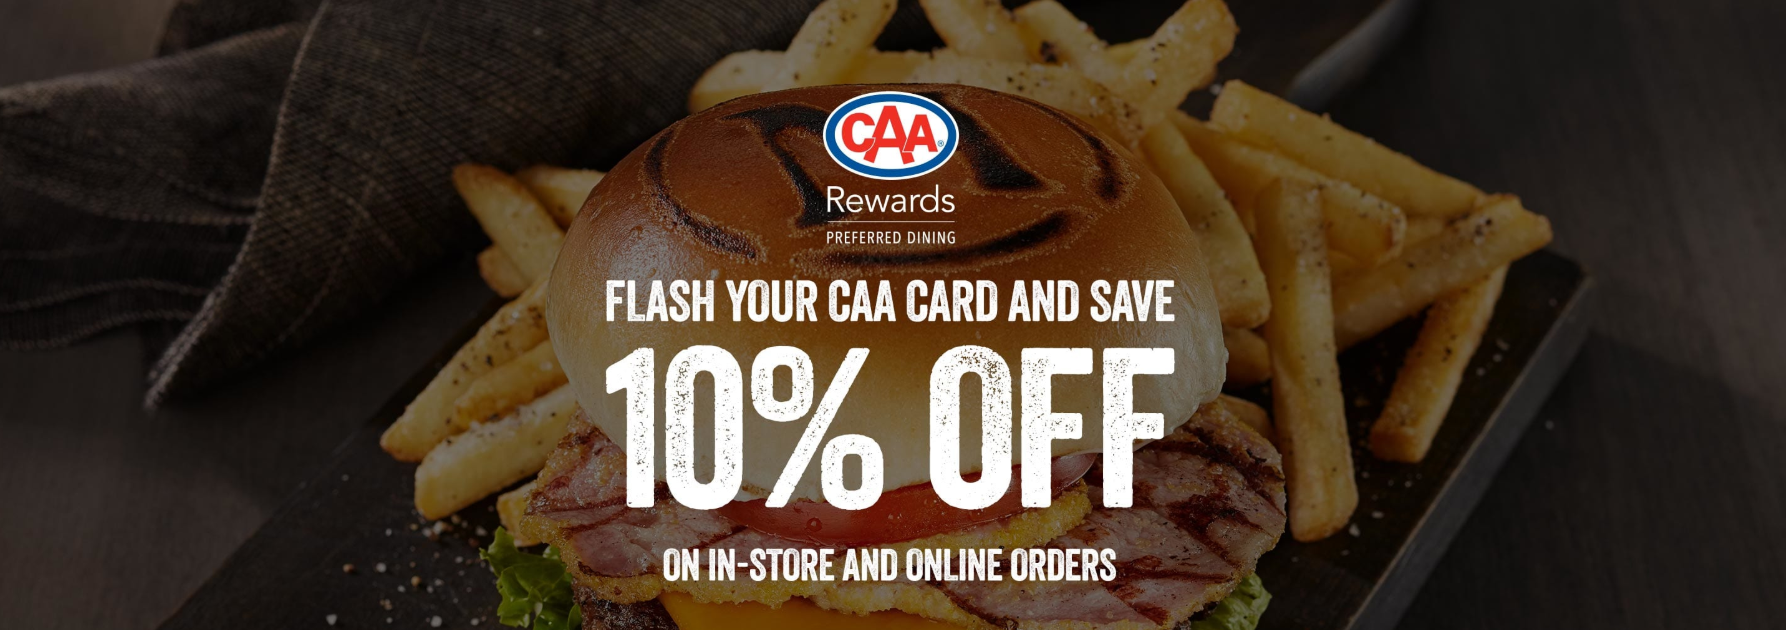 CAA®
Rewards
PREFERRED DINING
FLASH YOUR CAA CARD AND SAVE
10% OFF
ON IN-STORE AND ONLINE ORDERS